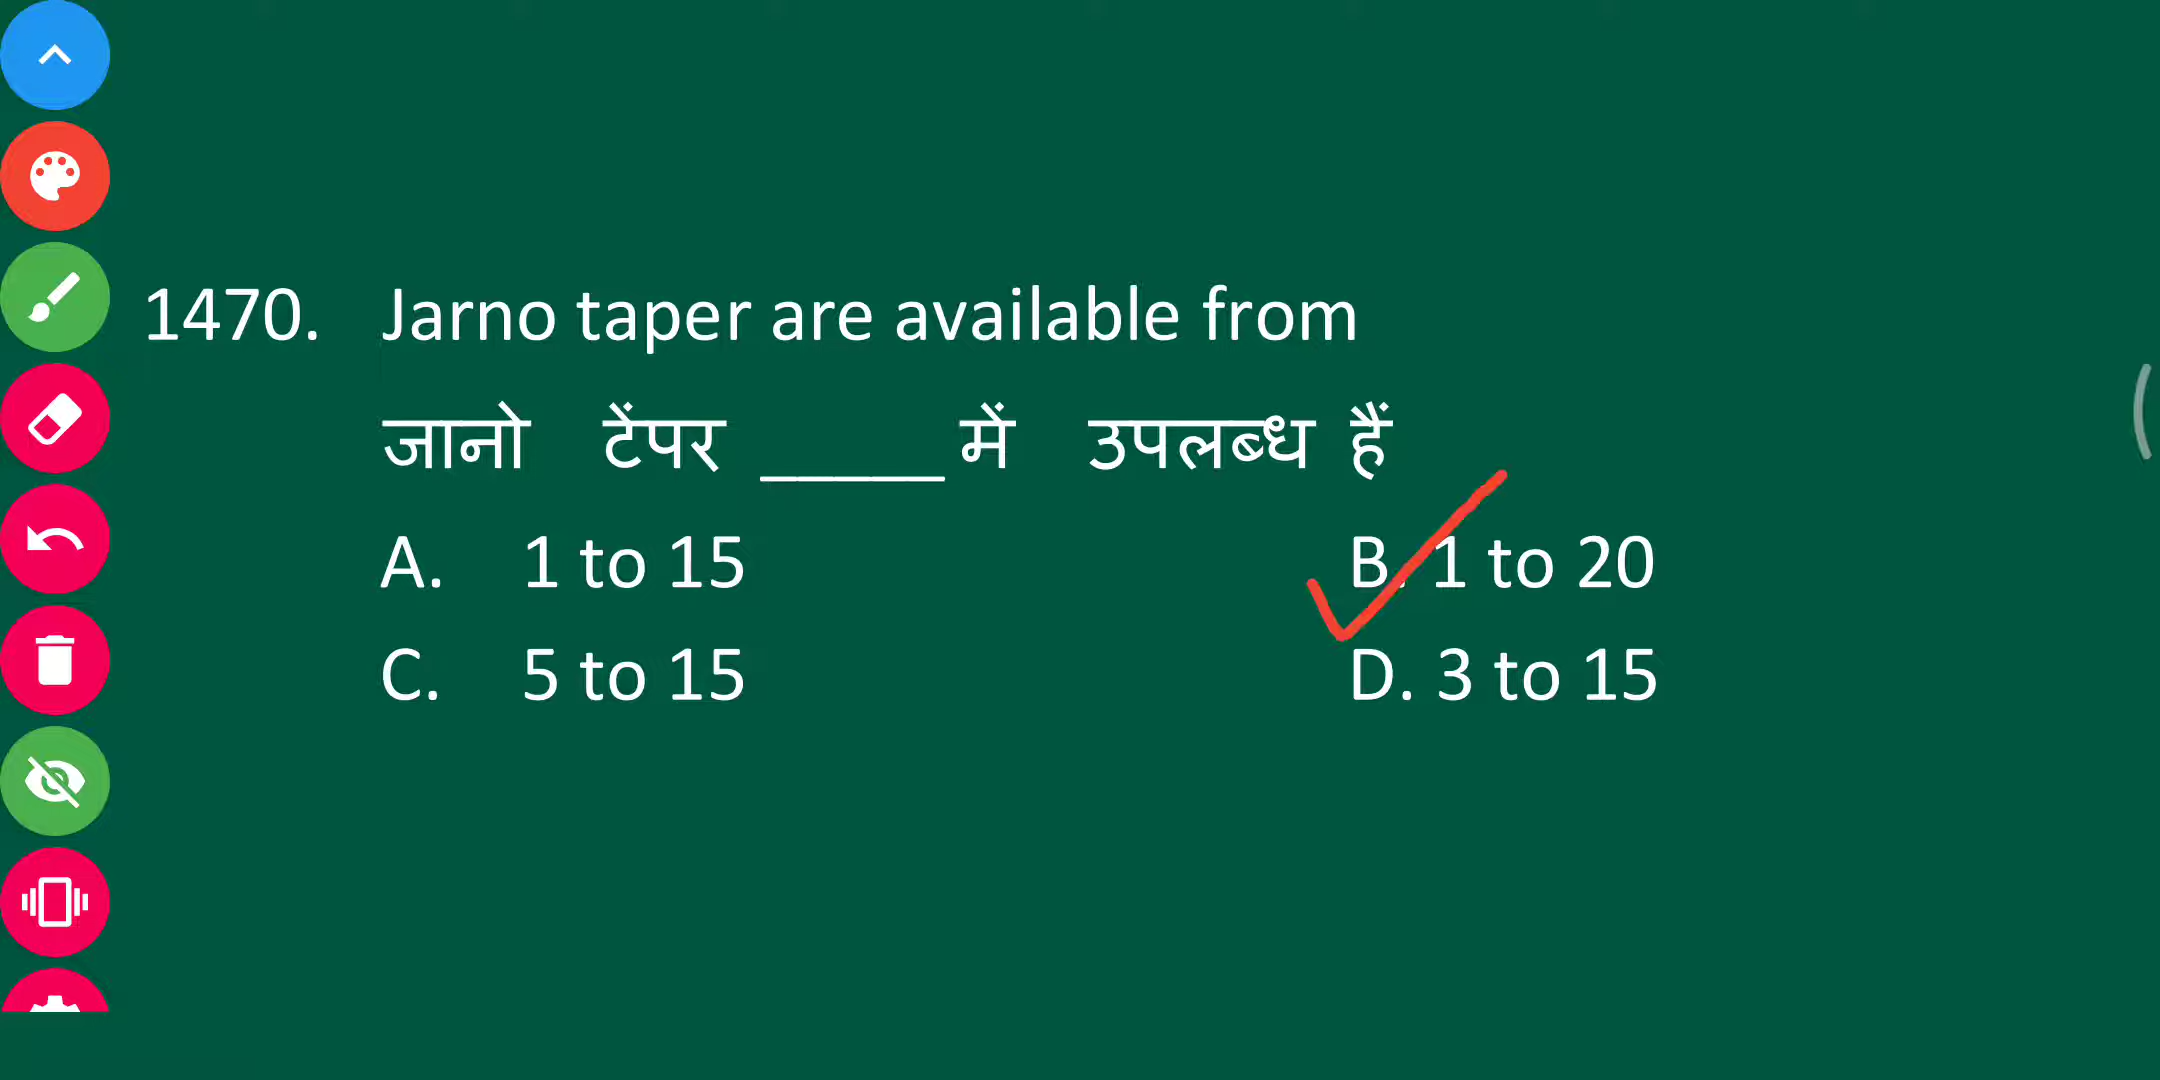 1470. Jarno taper are available from
जानो टेंपर _____ में उपलब्ध हैं
A. 1 to 15 B. 1 to 20
C. 5 to 15 D. 3 to 15